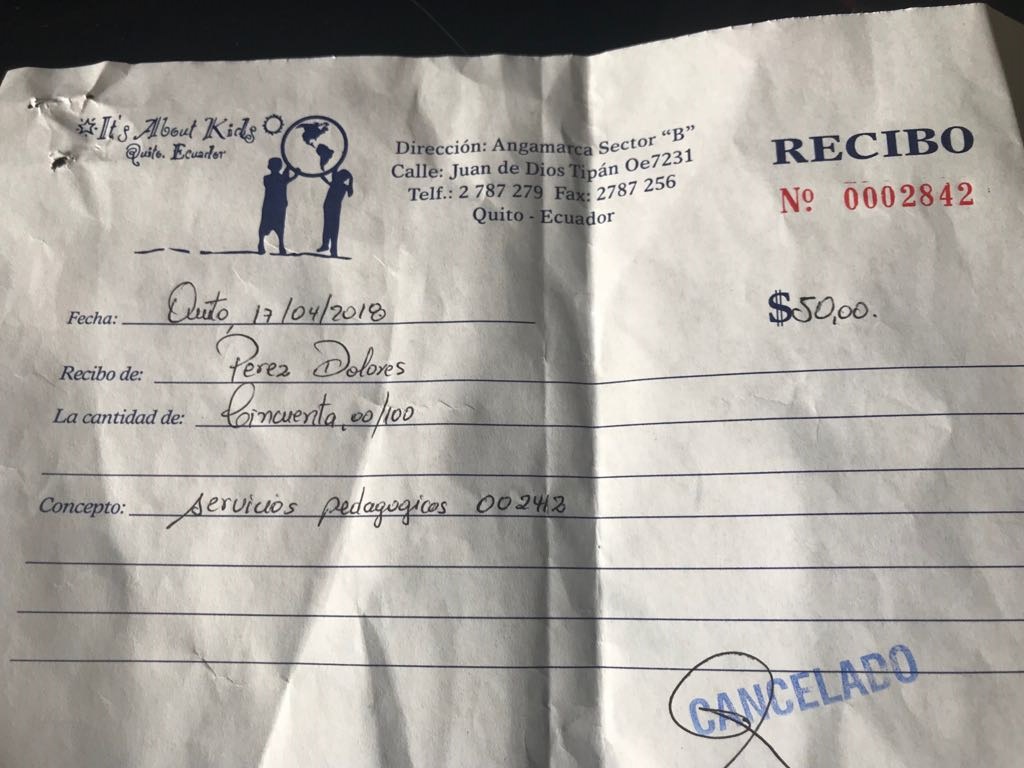 It's About Kids
Quito. Ecuador
Dirección: Angamarca Sector "B"
Calle: Juan de Dios Tipán Oe7231
Telf.: 2 787 279 Fax: 2787 256
Quito - Ecuador
RECIBO
Nº 0002842
Fecha: Quito, 17/04/2018
$50,00.
Recibo de: Pérez Dolores
La cantidad de: Cincuenta, 00/100
Concepto: servicios pedagogicos 002412
CANCELADO